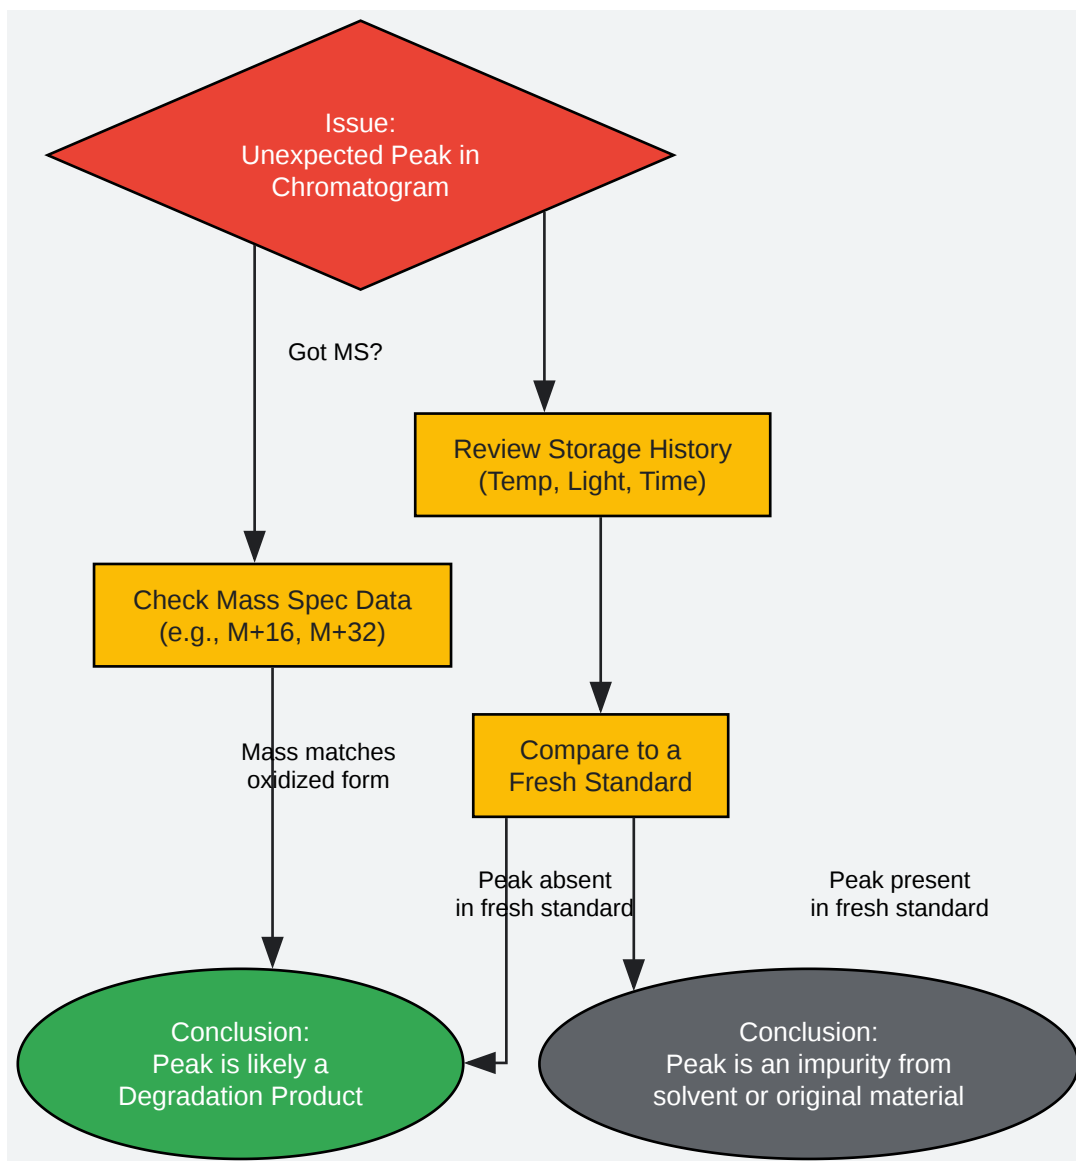 Issue:
Unexpected Peak in
Chromatogram
Got MS?
Review Storage History
(Temp, Light, Time)
Check Mass Spec Data
(e.g., M+16, M+32)
Mass matches
oxidized form
Compare to a
Fresh Standard
Peak absent
in fresh standard
Peak present
in fresh standard
Conclusion:
Peak is likely a
Degradation Product
Conclusion:
Peak is an impurity from
solvent or original material